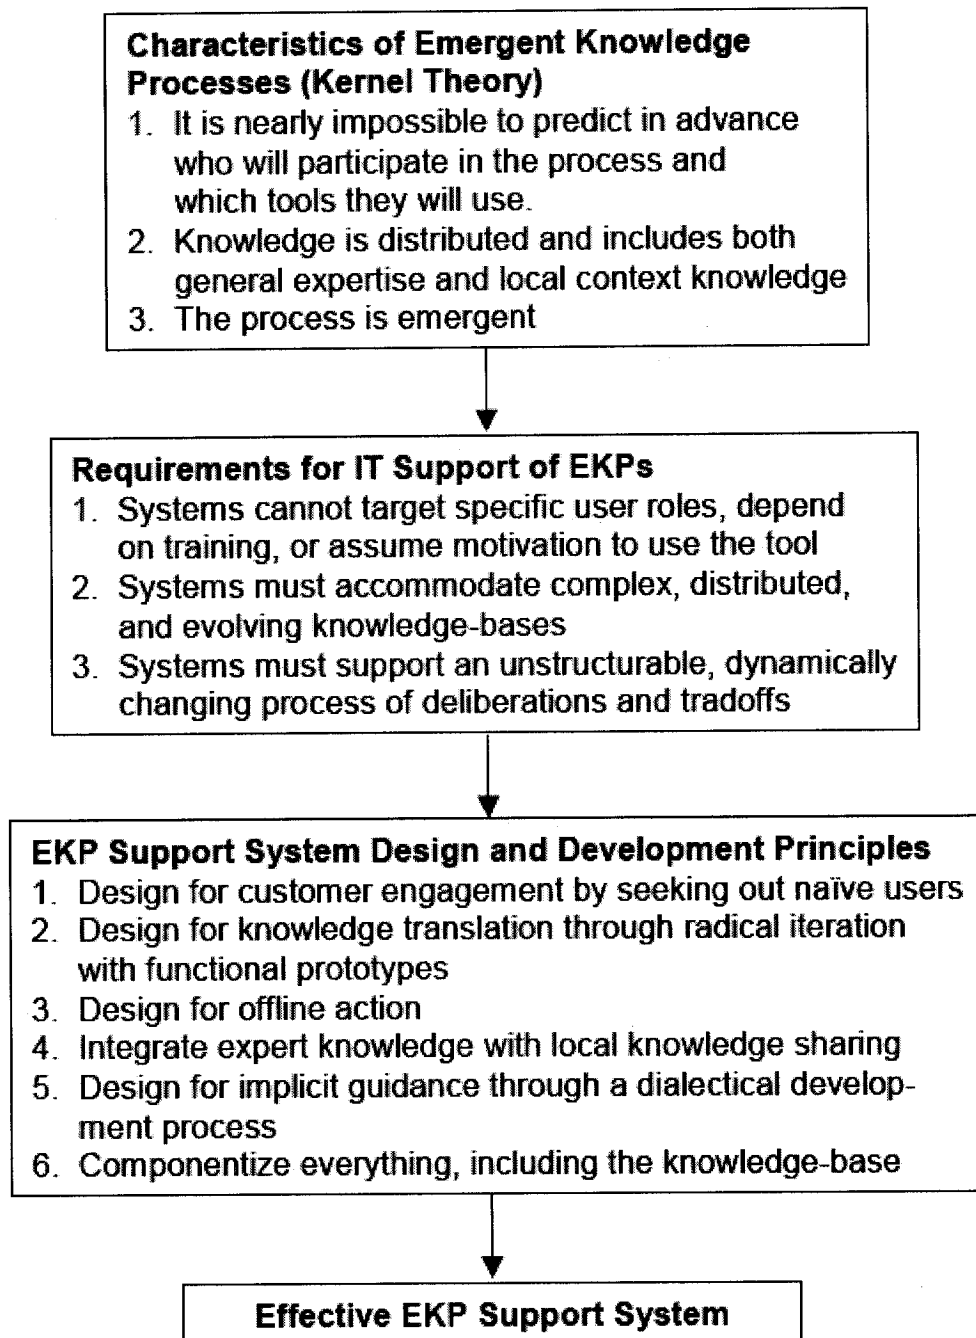 Characteristics of Emergent Knowledge
Processes (Kernel Theory)
1. It is nearly impossible to predict in advance
who will participate in the process and
which tools they will use.
2. Knowledge is distributed and includes both
general expertise and local context knowledge
3. The process is emergent
Requirements for IT Support of EKPs
1. Systems cannot target specific user roles, depend
on training, or assume motivation to use the tool
2. Systems must accommodate complex, distributed,
and evolving knowledge-bases
3. Systems must support an unstructurable, dynamically
changing process of deliberations and tradoffs
EKP Support System Design and Development Principles
1. Design for customer engagement by seeking out naïve users
2. Design for knowledge translation through radical iteration
with functional prototypes
3. Design for offline action
4. Integrate expert knowledge with local knowledge sharing
5. Design for implicit guidance through a dialectical develop-
ment process
6. Componentize everything, including the knowledge-base
Effective EKP Support System